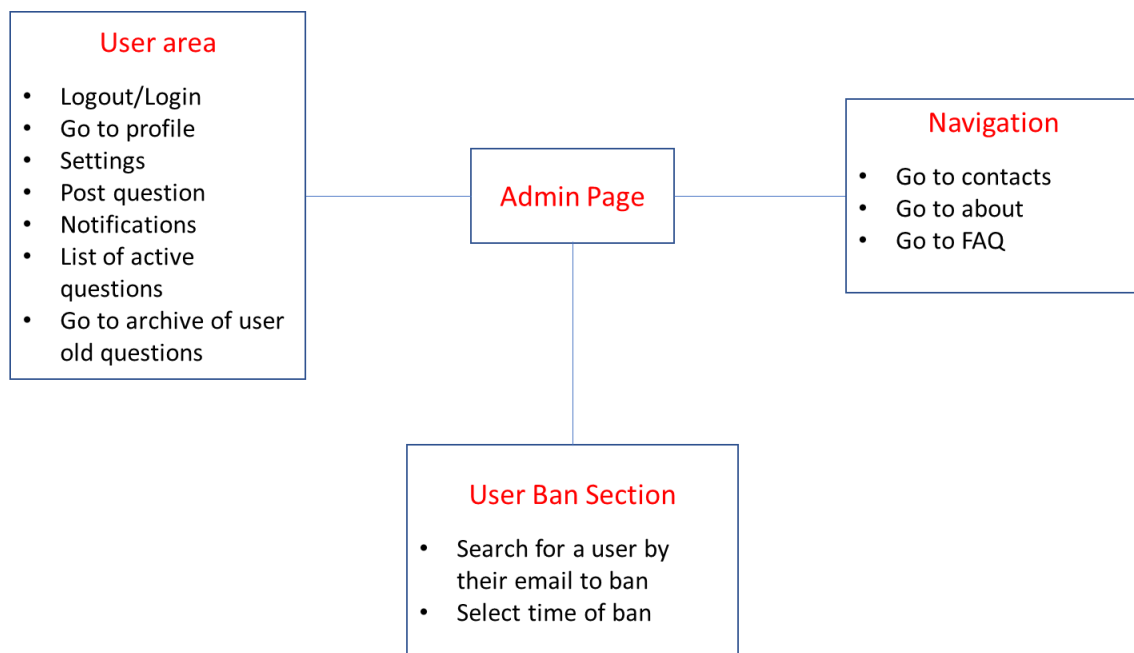 User area
• Logout/Login
• Go to profile
• Settings
• Post question
• Notifications
• List of active
questions
• Go to archive of user
old questions
Admin Page
Navigation
• Go to contacts
• Go to about
• Go to FAQ
User Ban Section
• Search for a user by
their email to ban
• Select time of ban